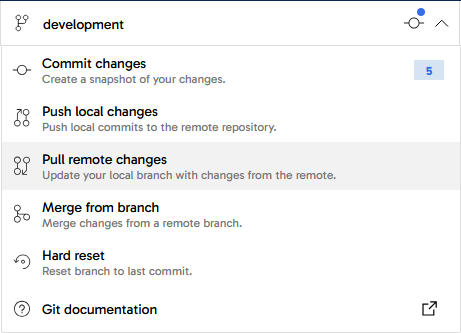 development
Commit changes
Create a snapshot of your changes.
5
Push local changes
Push local commits to the remote repository.
Pull remote changes
Update your local branch with changes from the remote.
Merge from branch
Merge changes from a remote branch.
Hard reset
Reset branch to last commit.
Git documentation